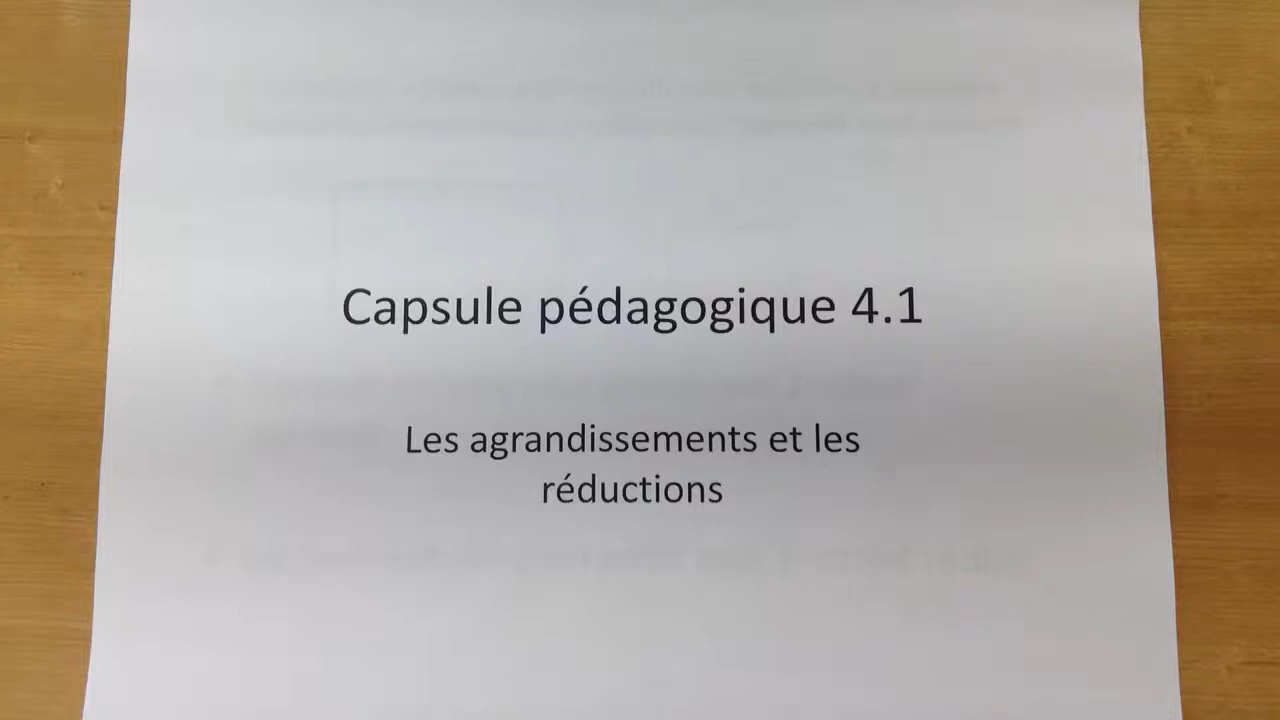 Capsule pédagogique 4.1
Les agrandissements et les
réductions